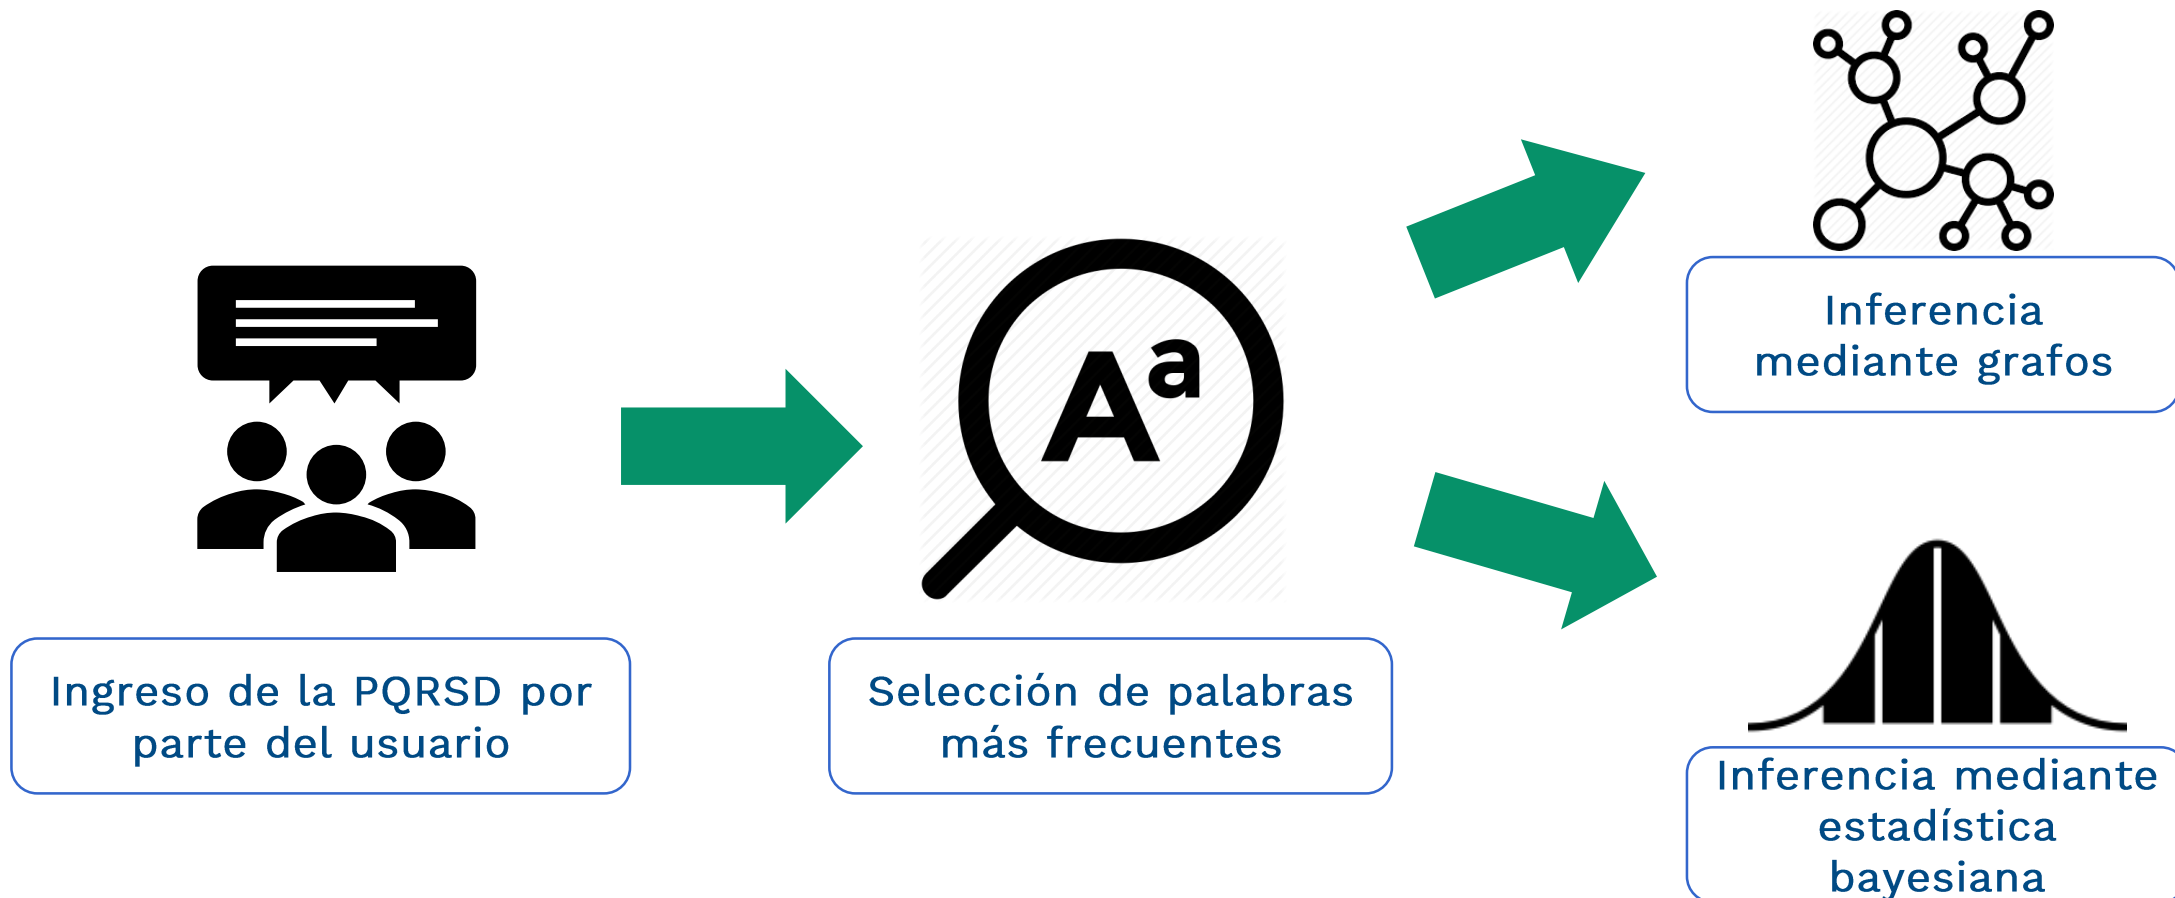 Aa
Inferencia
mediante grafos
Ingreso de la PQRSD por
parte del usuario
Selección de palabras
más frecuentes
Inferencia mediante
estadística
bayesiana